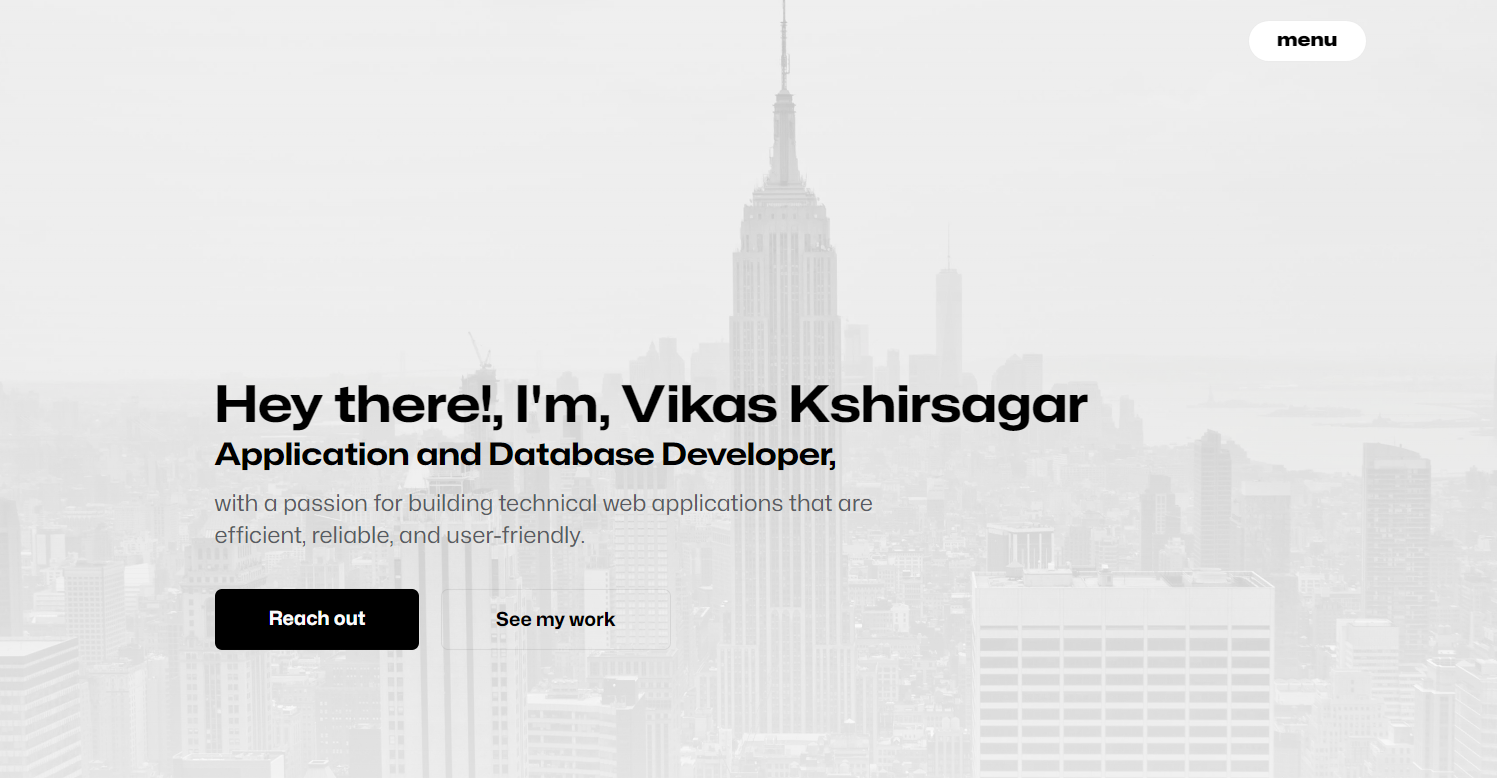 menu
Hey there!, I'm, Vikas Kshirsagar
Application and Database Developer,
with a passion for building technical web applications that are
efficient, reliable, and user-friendly.
Reach out
See my work